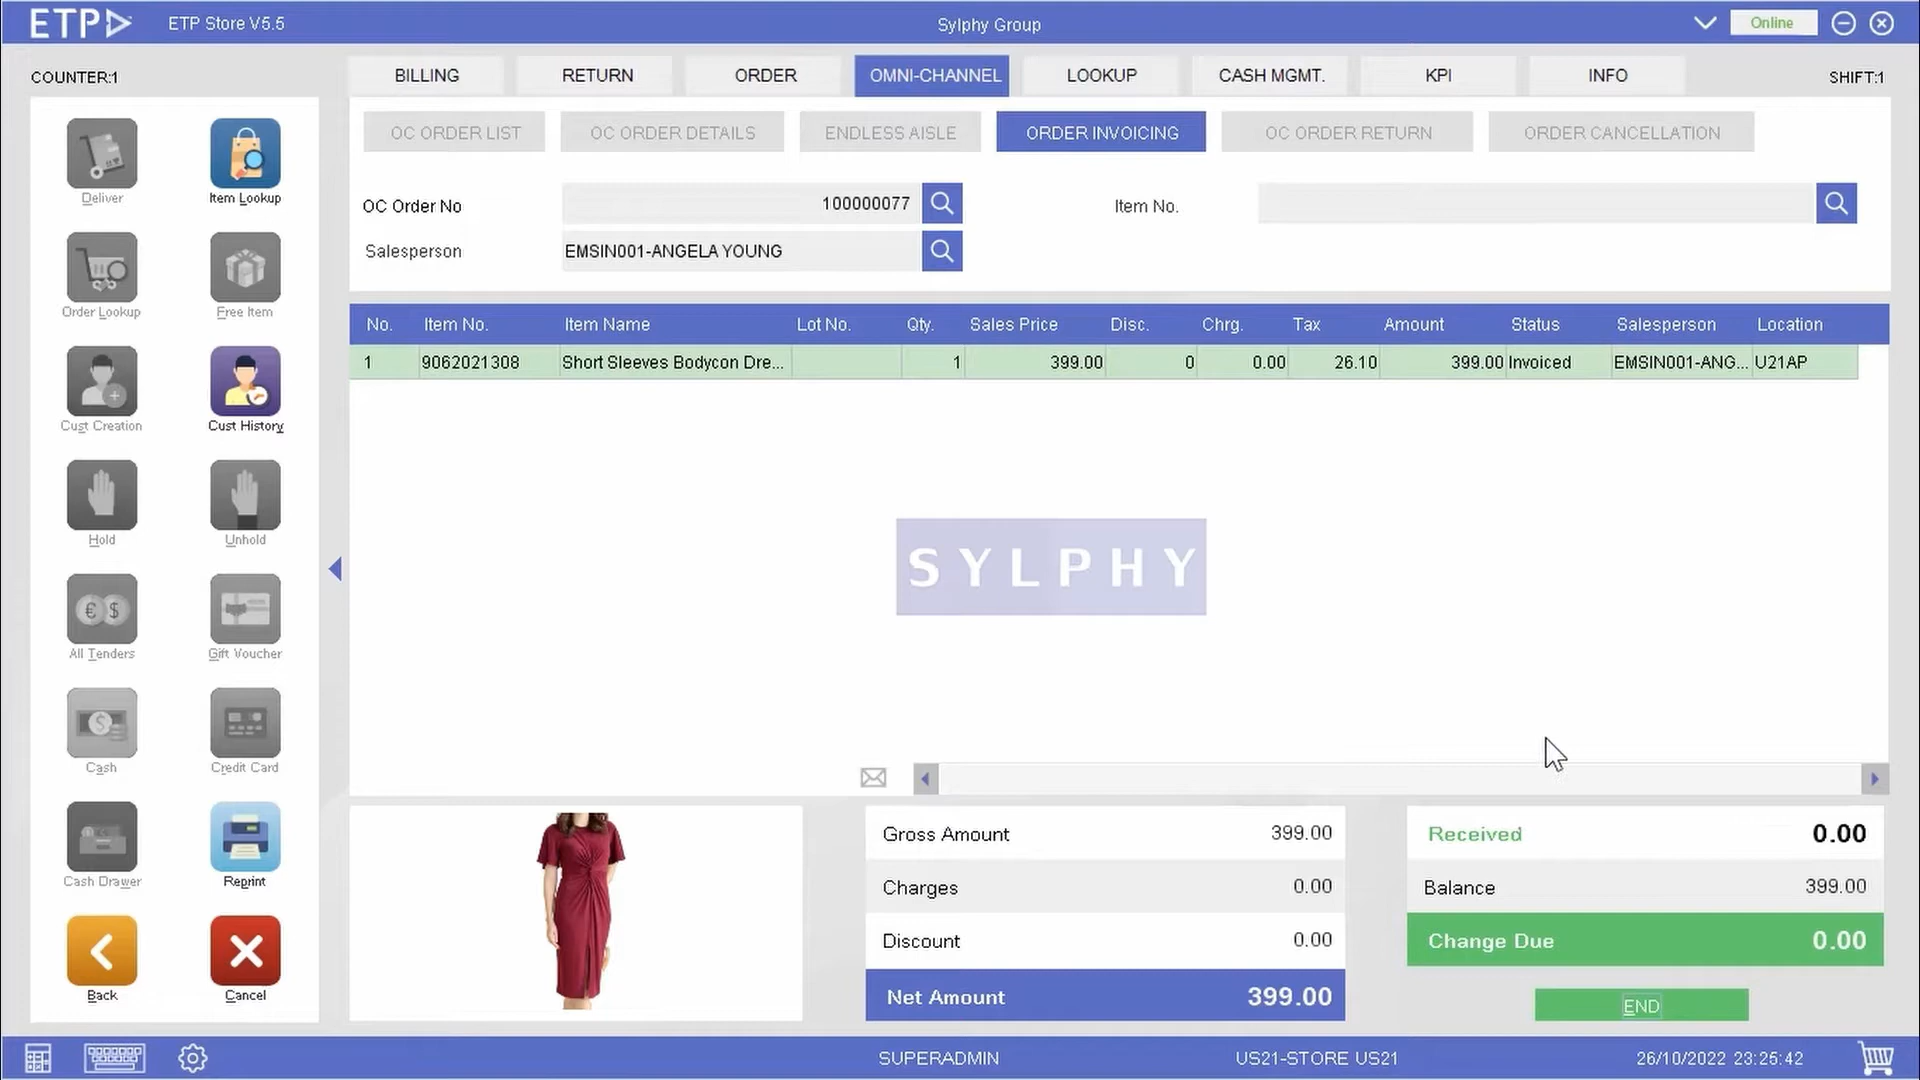 ETP ETP Store V5.5 Sylphy Group Online
COUNTER:1 BILLING RETURN ORDER OMNI-CHANNEL LOOKUP CASH MGMT. KPI INFO SHIFT:1
OC ORDER LIST OC ORDER DETAILS ENDLESS AISLE ORDER INVOICING OC ORDER RETURN ORDER CANCELLATION
Deliver Item Lookup
OC Order No 100000077 Item No.
Salesperson EMSIN001-ANGELA YOUNG
Order Lookup Free Item
No. Item No. Item Name Lot No. Qty. Sales Price Disc. Chrg. Tax Amount Status Salesperson Location
1 9062021308 Short Sleeves Bodycon Dre... 1 399.00 0 0.00 26.10 399.00 Invoiced EMSIN001-ANG... U21AP
Cust Creation Cust History
Hold Unhold
SYLPHY
€ $
All Tenders Gift Voucher
$
Cash Credit Card
Cash Drawer Reprint
Back Cancel
Gross Amount 399.00
Charges 0.00
Discount 0.00
Net Amount 399.00
Received 0.00
Balance 399.00
Change Due 0.00
END
SUPERADMIN US21-STORE US21 26/10/2022 23:25:42